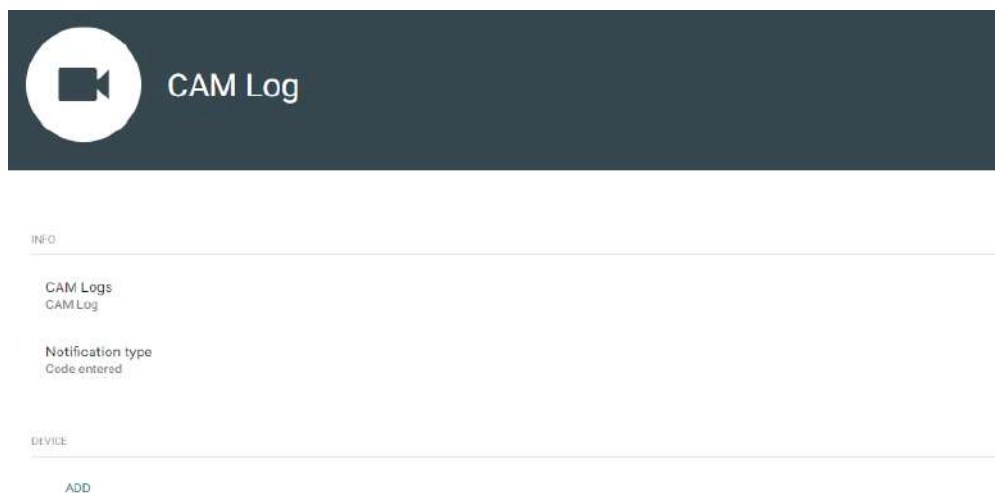 CAM Log
INFO
CAM Logs
CAM Log
Notification type
Code entered
DEVICE
ADD